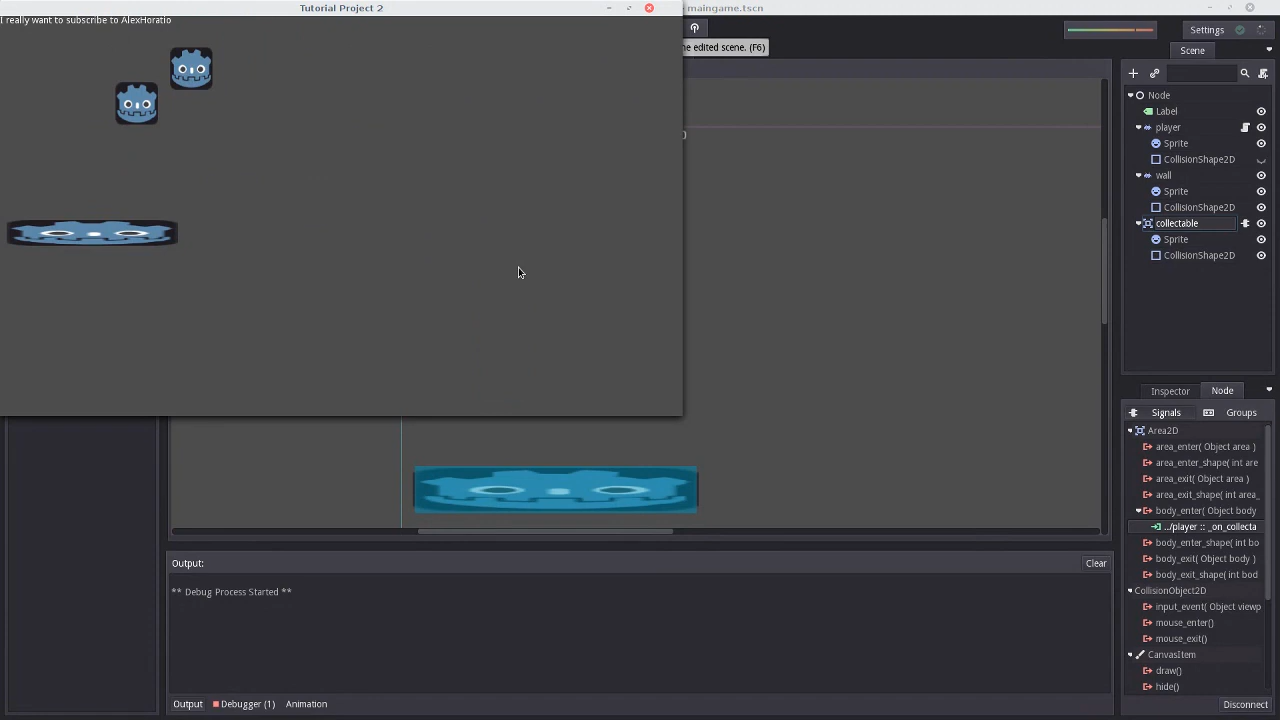 Tutorial Project 2
maingame.tscn
I really want to subscribe to AlexHoratio
Settings
ne edited scene. (F6)
Scene
Node
Label
player
Sprite
CollisionShape2D
wall
Sprite
CollisionShape2D
collectable
Sprite
CollisionShape2D
Inspector
Node
Signals
Groups
Area2D
area_enter( Object area )
area_enter_shape( int are
area_exit( Object area )
area_exit_shape( int area_
body_enter( Object body
../player :: _on_collecta
body_enter_shape( int bo
body_exit( Object body )
body_exit_shape( int bod
CollisionObject2D
input_event( Object viewp
mouse_enter()
mouse_exit()
CanvasItem
draw()
hide()
Disconnect
Output:
Clear
** Debug Process Started **
Output
Debugger (1)
Animation